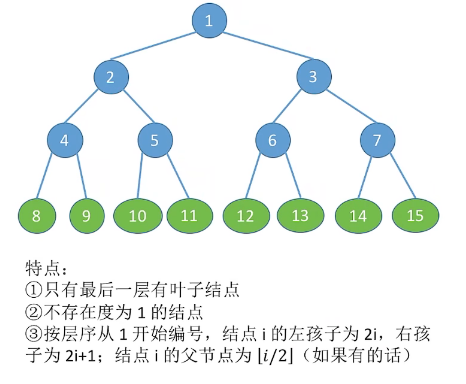 1
2 3
4 5 6 7
8 9 10 11 12 13 14 15
特点：
①只有最后一层有叶子结点
②不存在度为 1 的结点
③按层序从 1 开始编号，结点 i 的左孩子为 2i，右孩
子为 2i+1；结点 i 的父节点为 ⌊i/2⌋（如果有的话）